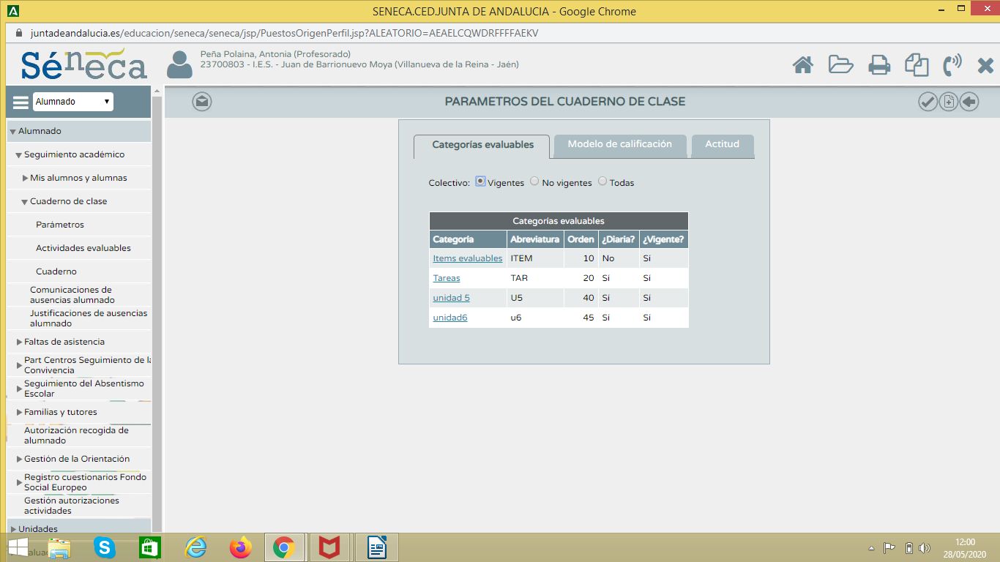 SENECA.CED.JUNTA DE ANDALUCIA - Google Chrome
juntadeandalucia.es/educacion/seneca/seneca/jsp/PuestosOrigenPerfil.jsp?ALEATORIO=AEAELCQWDRFFFFAEKV
Séneca
Peña Polaina, Antonia (Profesorado)
23700803 - I.E.S. - Juan de Barrionuevo Moya (Villanueva de la Reina - Jaén)
Alumnado
PARAMETROS DEL CUADERNO DE CLASE
Alumnado
Seguimiento académico
Mis alumnos y alumnas
Cuaderno de clase
Parámetros
Actividades evaluables
Cuaderno
Comunicaciones de
ausencias alumnado
Justificaciones de ausencias
alumnado
Faltas de asistencia
Part Centros Seguimiento de la
Convivencia
Seguimiento del Absentismo
Escolar
Familias y tutores
Autorización recogida de
alumnado
Gestión de la Orientación
Registro cuestionarios Fondo
Social Europeo
Gestión autorizaciones
actividades
Unidades
Categorías evaluables Modelo de calificación Actitud
Colectivo: Vigentes No vigentes Todas
Categorías evaluables
Categoría Abreviatura Orden ¿Diaria? ¿Vigente?
Items evaluables ITEM 10 No Sí
Tareas TAR 20 Si Sí
unidad 5 U5 40 Si Sí
unidad6 u6 45 Si Sí
12:00
28/05/2020